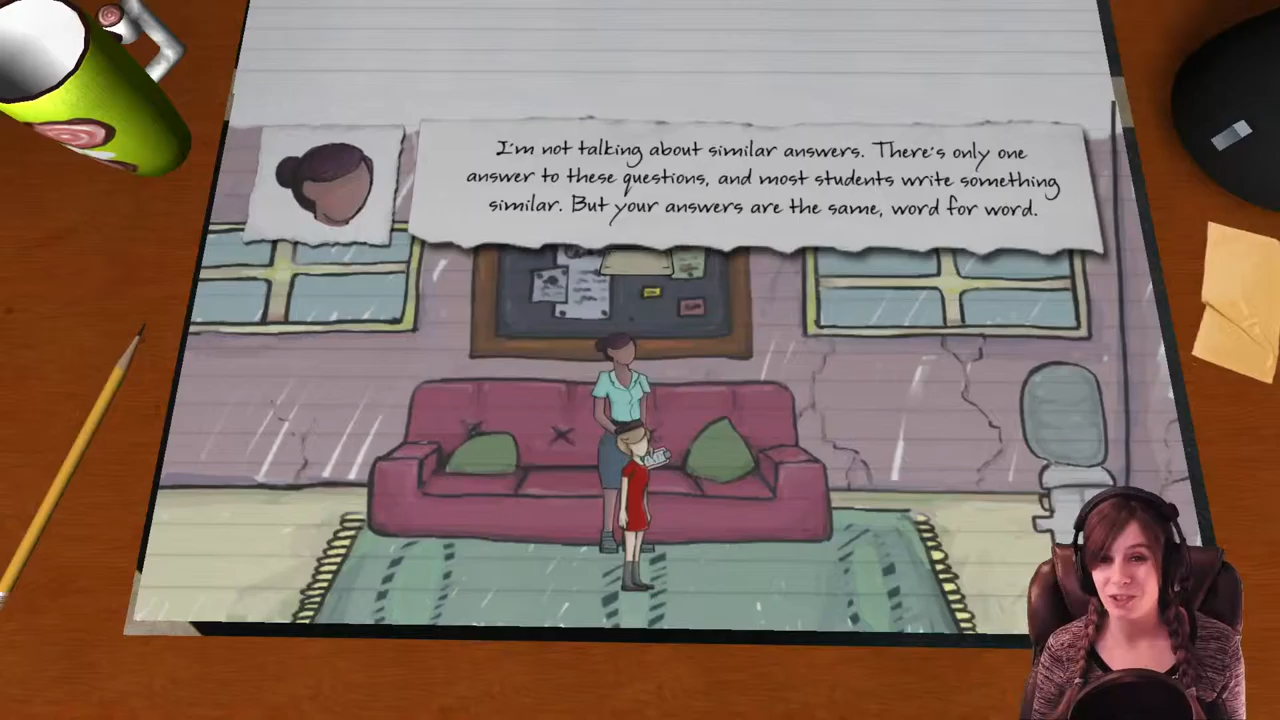 I'm not talking about similar answers. There's only one
answer to these questions, and most students write something
similar. But your answers are the same, word for word.